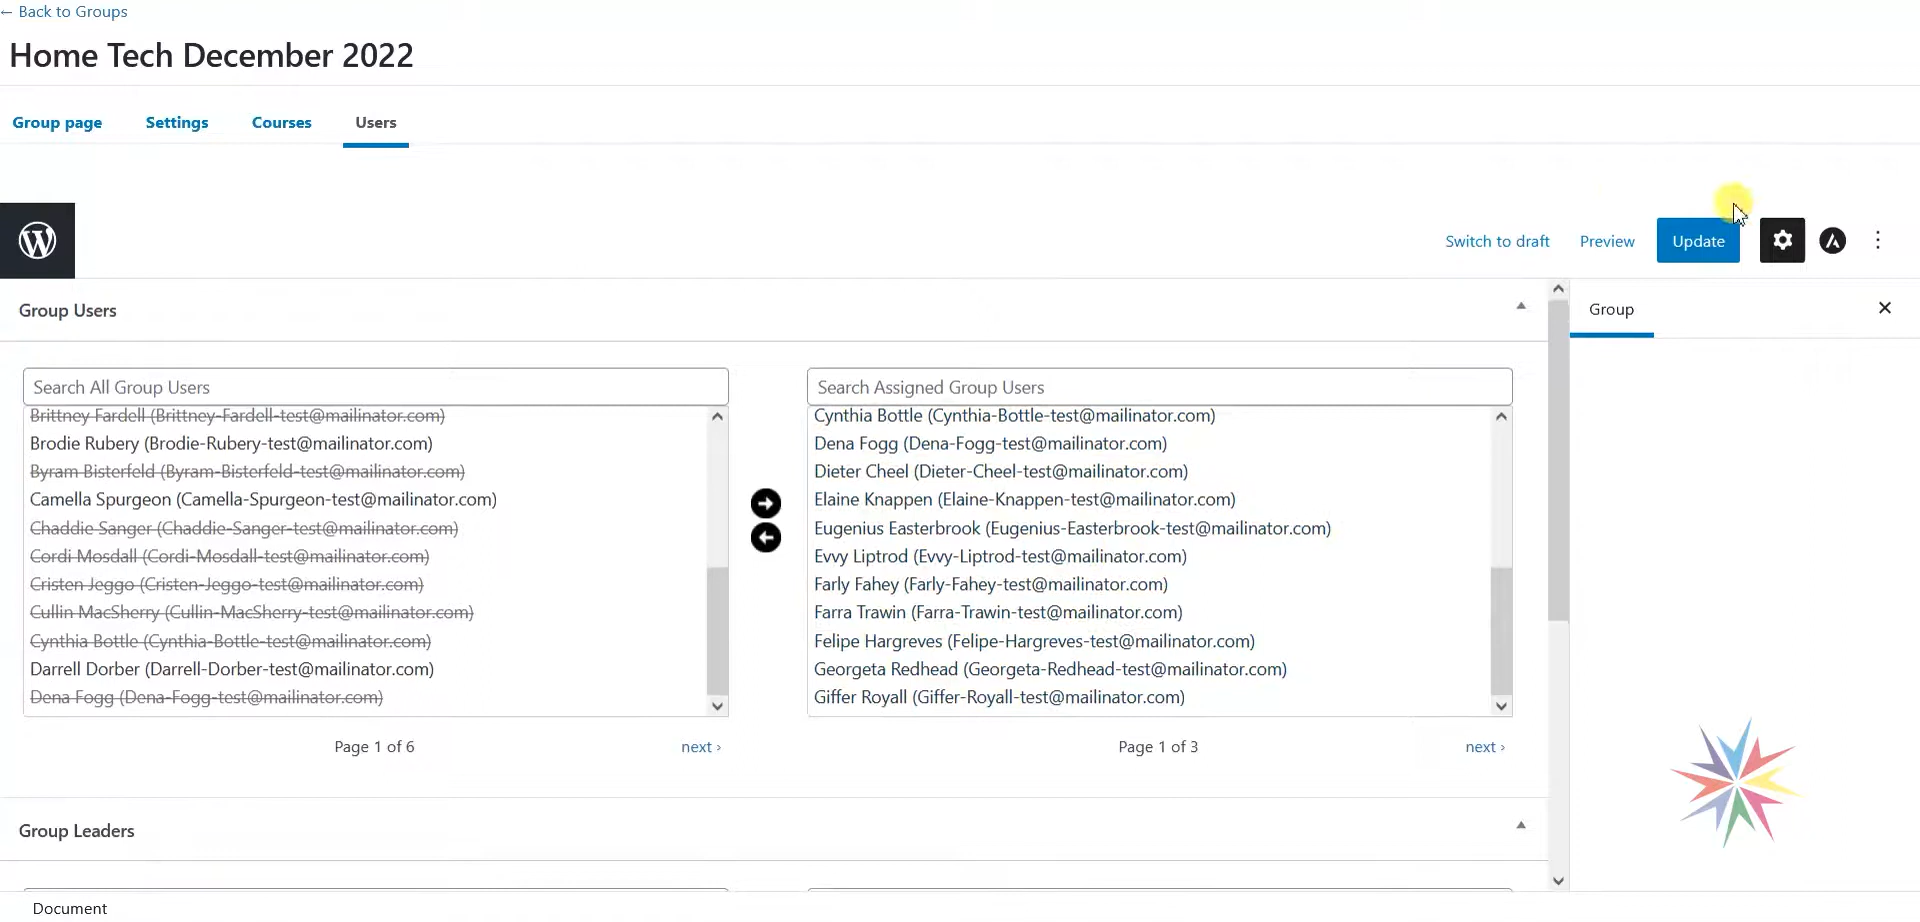 ← Back to Groups
Home Tech December 2022
Group page Settings Courses Users
Switch to draft Preview Update
Group Users
Group
Search All Group Users
Brittney Fardell (Brittney-Fardell-test@mailinator.com)
Brodie Rubery (Brodie-Rubery-test@mailinator.com)
Byram Bisterfeld (Byram-Bisterfeld-test@mailinator.com)
Camella Spurgeon (Camella-Spurgeon-test@mailinator.com)
Chaddie Sanger (Chaddie-Sanger-test@mailinator.com)
Cordi Mosdall (Cordi-Mosdall-test@mailinator.com)
Cristen Jeggo (Cristen-Jeggo-test@mailinator.com)
Cullin MacSherry (Cullin-MacSherry-test@mailinator.com)
Cynthia Bottle (Cynthia-Bottle-test@mailinator.com)
Darrell Dorber (Darrell-Dorber-test@mailinator.com)
Dena Fogg (Dena-Fogg-test@mailinator.com)
Page 1 of 6 next ›
Search Assigned Group Users
Cynthia Bottle (Cynthia-Bottle-test@mailinator.com)
Dena Fogg (Dena-Fogg-test@mailinator.com)
Dieter Cheel (Dieter-Cheel-test@mailinator.com)
Elaine Knappen (Elaine-Knappen-test@mailinator.com)
Eugenius Easterbrook (Eugenius-Easterbrook-test@mailinator.com)
Evvy Liptrod (Evvy-Liptrod-test@mailinator.com)
Farly Fahey (Farly-Fahey-test@mailinator.com)
Farra Trawin (Farra-Trawin-test@mailinator.com)
Felipe Hargreves (Felipe-Hargreves-test@mailinator.com)
Georgeta Redhead (Georgeta-Redhead-test@mailinator.com)
Giffer Royall (Giffer-Royall-test@mailinator.com)
Page 1 of 3 next ›
Group Leaders
Document